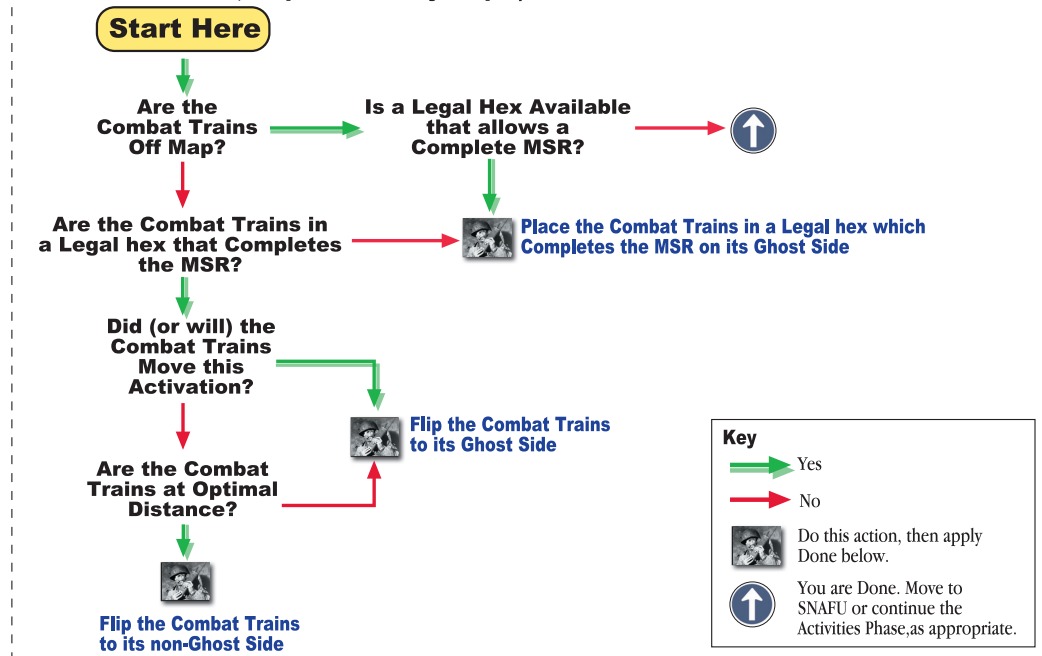 Start Here
Are the
Combat Trains
Off Map?
Is a Legal Hex Available
that allows a
Complete MSR?
Are the Combat Trains in
a Legal hex that Completes
the MSR?
Place the Combat Trains in a Legal hex which
Completes the MSR on its Ghost Side
Did (or will) the
Combat Trains
Move this
Activation?
Flip the Combat Trains
to its Ghost Side
Are the Combat
Trains at Optimal
Distance?
Flip the Combat Trains
to its non-Ghost Side
Key
Yes
No
Do this action, then apply
Done below.
You are Done. Move to
SNAFU or continue the
Activities Phase,as appropriate.